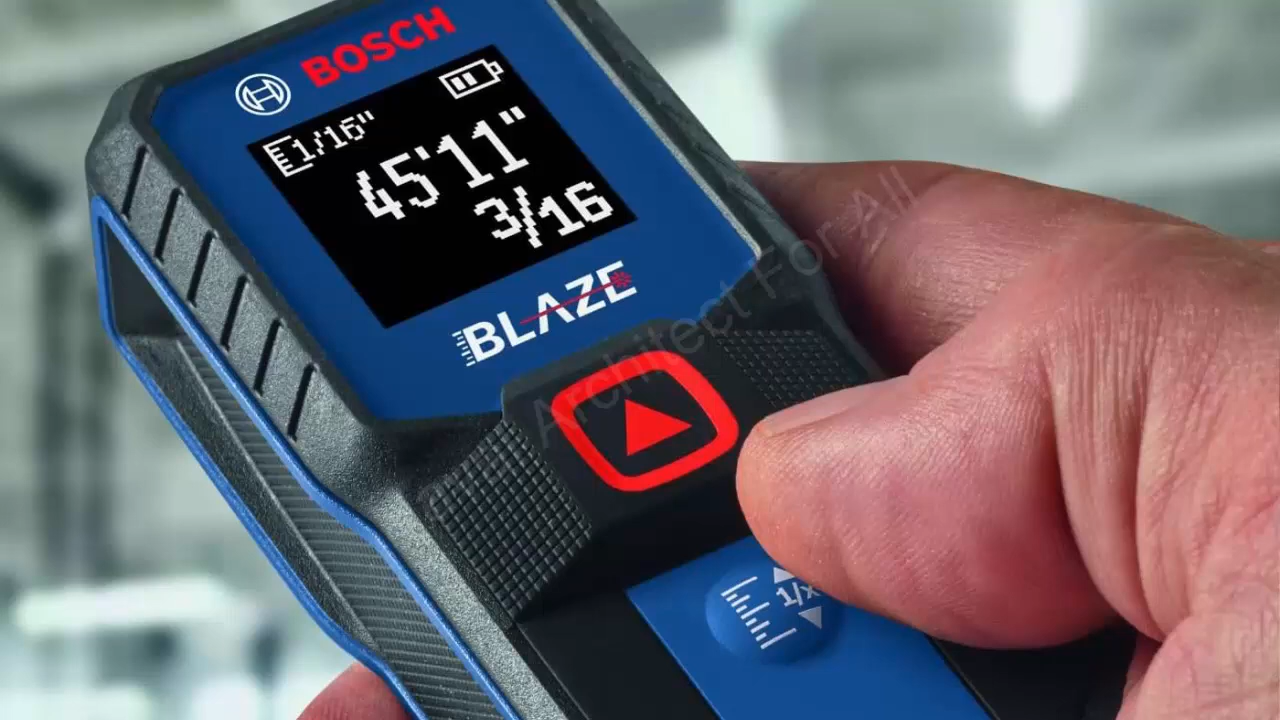 BOSCH
1/16"
45'11"
3/16
BLAZE
Architect For All
1/x